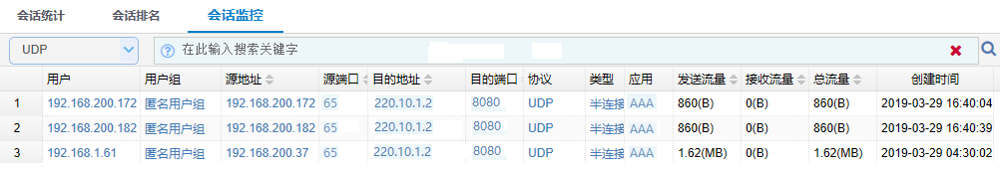 会话统计 会话排名 会话监控
UDP 在此输入搜索关键字
用户 用户组 源地址 源端口 目的地址 目的端口 协议 类型 应用 发送流量 接收流量 总流量 创建时间
1 192.168.200.172 匿名用户组 192.168.200.172 65 220.10.1.2 8080 UDP 半连接 AAA 860(B) 0(B) 860(B) 2019-03-29 16:40:04
2 192.168.200.182 匿名用户组 192.168.200.182 65 220.10.1.2 8080 UDP 半连接 AAA 860(B) 0(B) 860(B) 2019-03-29 16:40:39
3 192.168.1.61 匿名用户组 192.168.200.37 65 220.10.1.2 8080 UDP 半连接 AAA 1.62(MB) 0(B) 1.62(MB) 2019-03-29 04:30:02